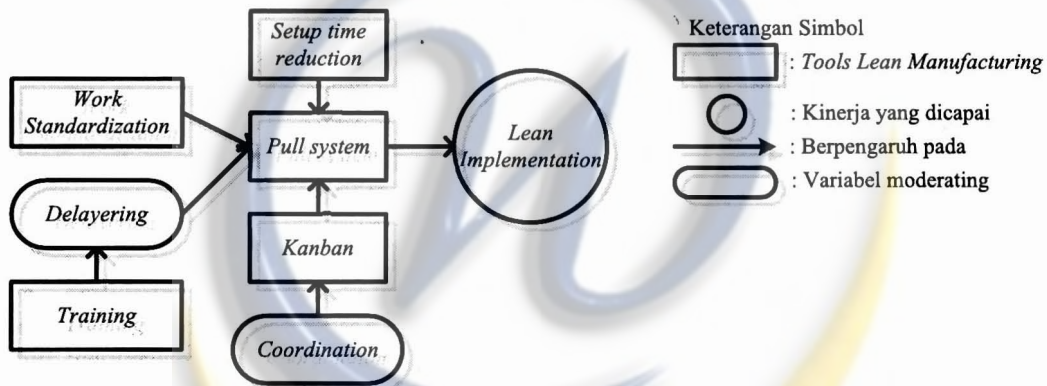 Setup time
reduction
Work
Standardization
Pull system
Lean
Implementation
Delayering
Kanban
Training
Coordination
Keterangan Simbol
: Tools Lean Manufacturing
: Kinerja yang dicapai
: Berpengaruh pada
: Variabel moderating